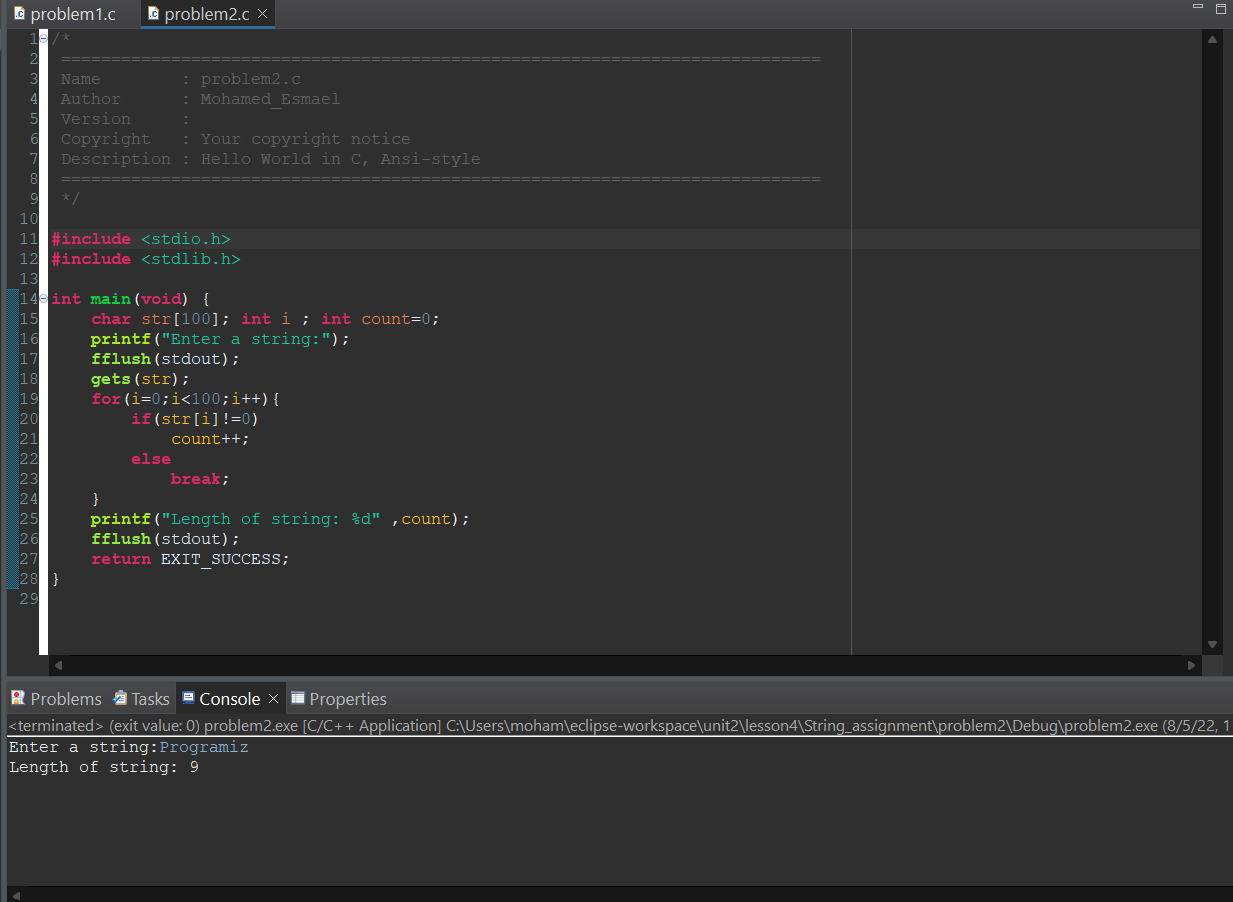 problem1.c problem2.c
1 /*
2 ============================================================================
3 Name        : problem2.c
4 Author      : Mohamed_Esmael
5 Version     :
6 Copyright   : Your copyright notice
7 Description : Hello World in C, Ansi-style
8 ============================================================================
9 */
10
11 #include <stdio.h>
12 #include <stdlib.h>
13
14 int main(void) {
15     char str[100]; int i ; int count=0;
16     printf("Enter a string:");
17     fflush(stdout);
18     gets(str);
19     for(i=0;i<100;i++){
20         if(str[i]!=0)
21             count++;
22         else
23             break;
24     }
25     printf("Length of string: %d" ,count);
26     fflush(stdout);
27     return EXIT_SUCCESS;
28 }
29
Problems Tasks Console Properties
<terminated> (exit value: 0) problem2.exe [C/C++ Application] C:\Users\moham\eclipse-workspace\unit2\lesson4\String_assignment\problem2\Debug\problem2.exe (8/5/22, 1
Enter a string:Programiz
Length of string: 9